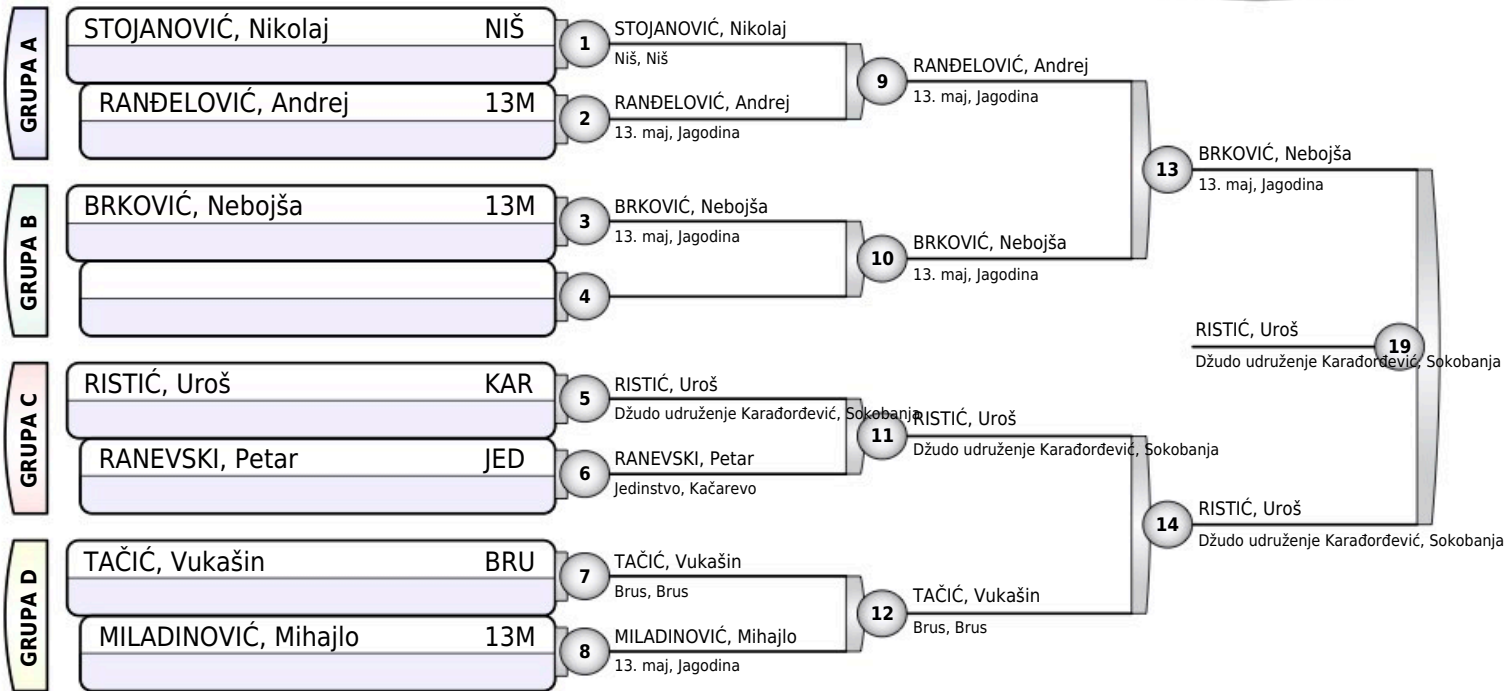 GRUPA A
STOJANOVIĆ, Nikolaj NIŠ
RANĐELOVIĆ, Andrej 13M
GRUPA B
BRKOVIĆ, Nebojša 13M
GRUPA C
RISTIĆ, Uroš KAR
RANEVSKI, Petar JED
GRUPA D
TAČIĆ, Vukašin BRU
MILADINOVIĆ, Mihajlo 13M
1
STOJANOVIĆ, Nikolaj
Niš, Niš
2
RANĐELOVIĆ, Andrej
13. maj, Jagodina
3
BRKOVIĆ, Nebojša
13. maj, Jagodina
4
5
RISTIĆ, Uroš
Džudo udruženje Karađorđević, Sokobanja
6
RANEVSKI, Petar
Jedinstvo, Kačarevo
7
TAČIĆ, Vukašin
Brus, Brus
8
MILADINOVIĆ, Mihajlo
13. maj, Jagodina
9
RANĐELOVIĆ, Andrej
13. maj, Jagodina
10
BRKOVIĆ, Nebojša
13. maj, Jagodina
11
RISTIĆ, Uroš
Džudo udruženje Karađorđević, Sokobanja
12
TAČIĆ, Vukašin
Brus, Brus
13
BRKOVIĆ, Nebojša
13. maj, Jagodina
14
RISTIĆ, Uroš
Džudo udruženje Karađorđević, Sokobanja
19
RISTIĆ, Uroš
Džudo udruženje Karađorđević, Sokobanja